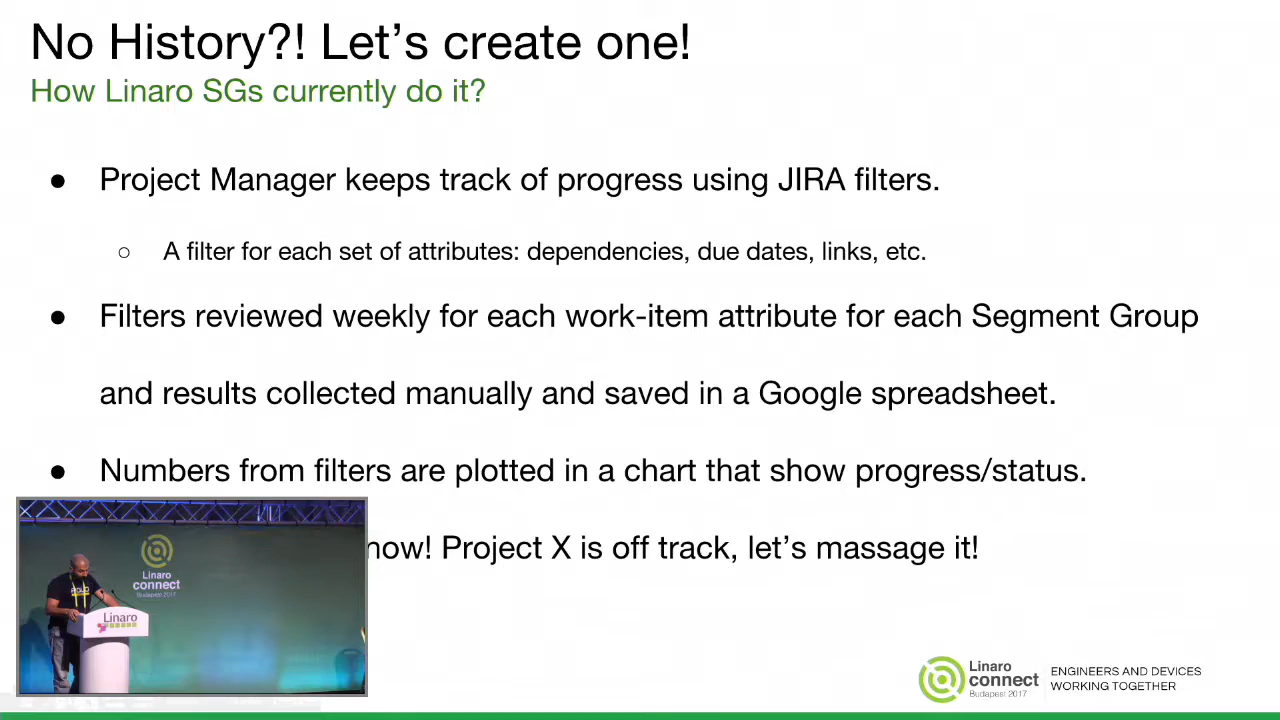 No History?! Let's create one!
How Linaro SGs currently do it?
● Project Manager keeps track of progress using JIRA filters.
○ A filter for each set of attributes: dependencies, due dates, links, etc.
● Filters reviewed weekly for each work-item attribute for each Segment Group
and results collected manually and saved in a Google spreadsheet.
● Numbers from filters are plotted in a chart that show progress/status.
now! Project X is off track, let's massage it!
Linaro
connect
Budapest 2017
Linaro
Linaro
connect
Budapest 2017
ENGINEERS AND DEVICES
WORKING TOGETHER